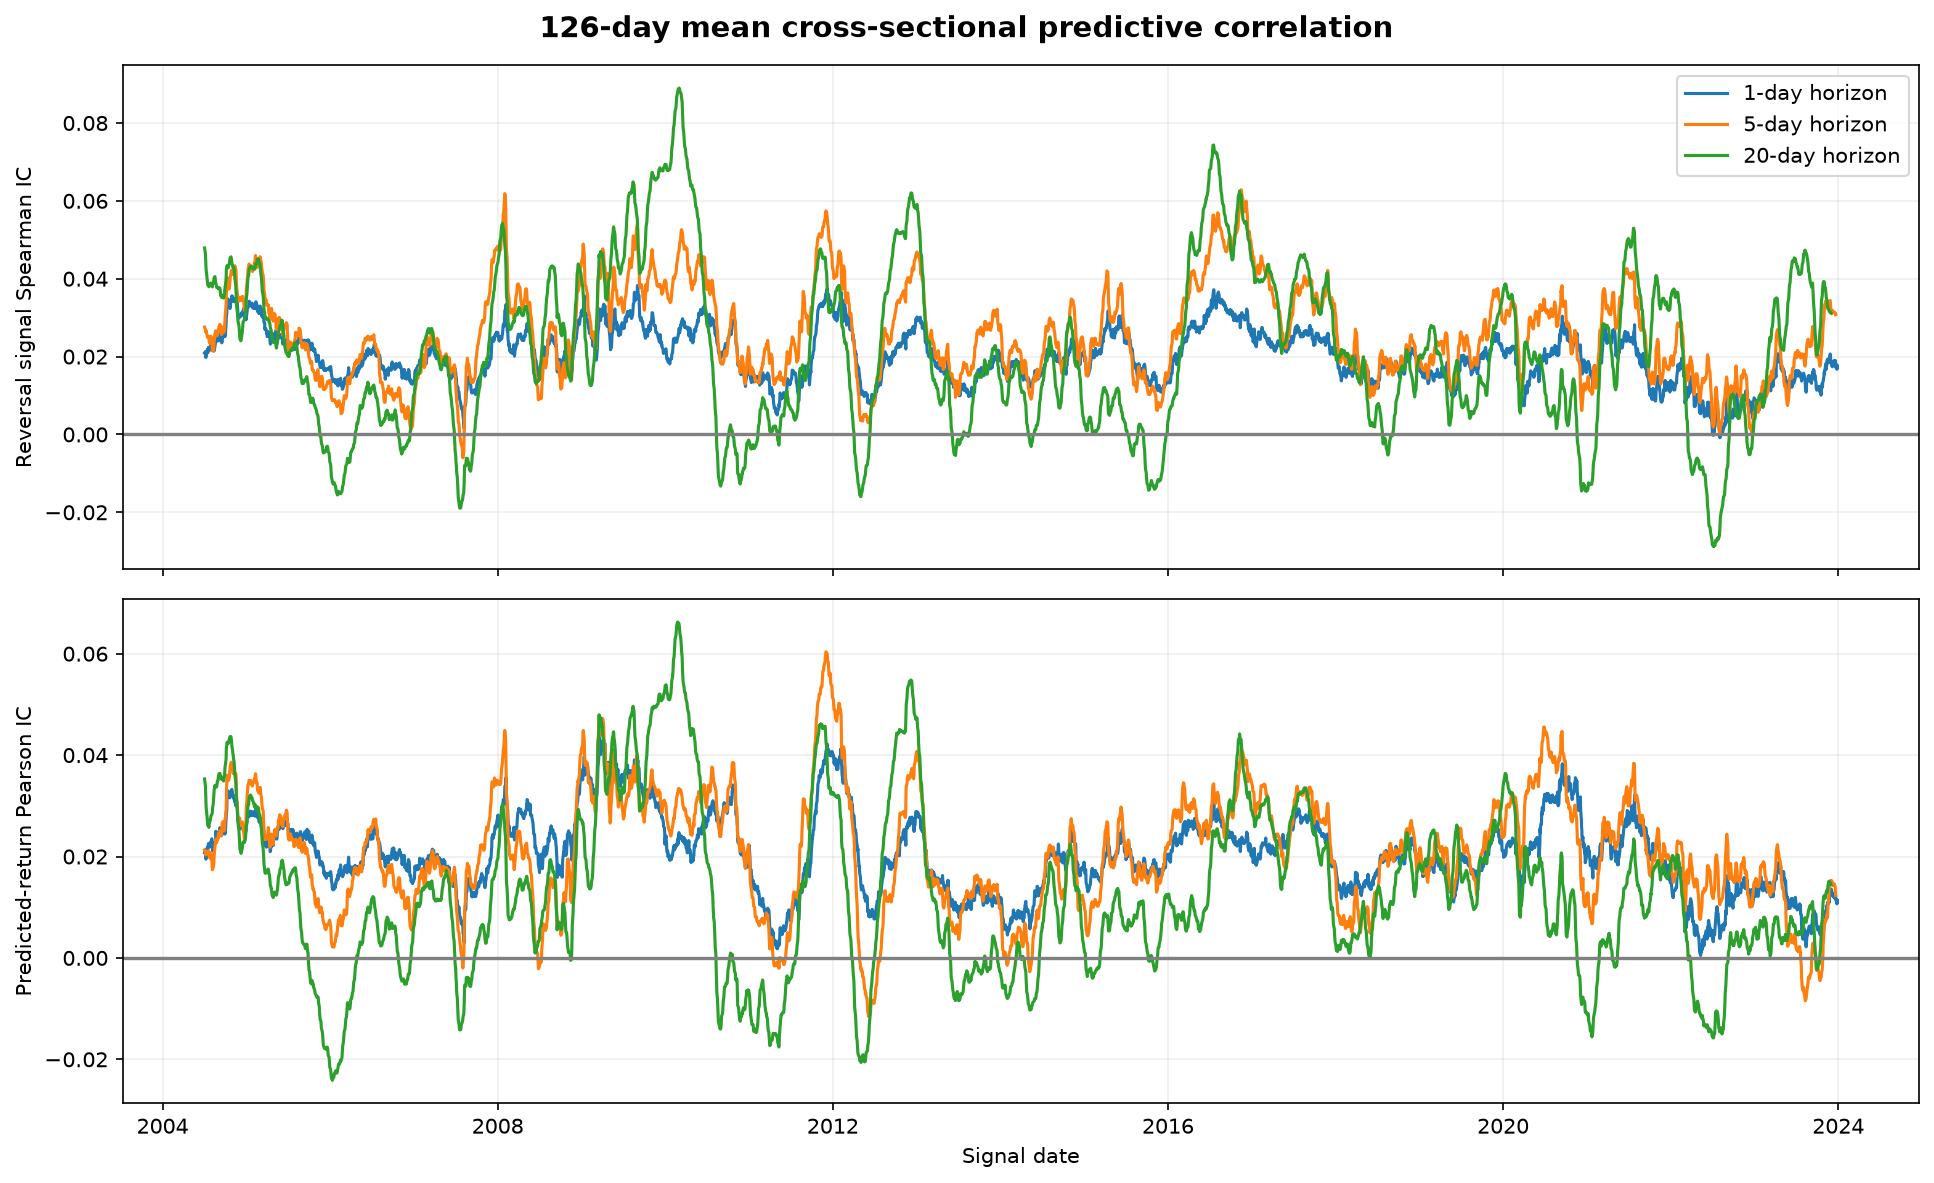 126-day mean cross-sectional predictive correlation
Reversal signal Spearman IC
0.08
0.06
0.04
0.02
0.00
−0.02
1-day horizon
5-day horizon
20-day horizon
Predicted-return Pearson IC
0.06
0.04
0.02
0.00
−0.02
2004 2008 2012 2016 2020 2024
Signal date